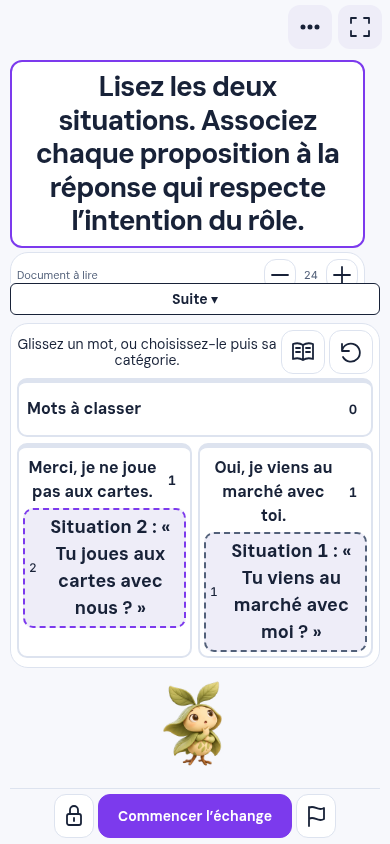 Lisez les deux
situations. Associez
chaque proposition à la
réponse qui respecte
l’intention du rôle.
Document à lire
24
Suite ▾
Glissez un mot, ou choisissez-le puis sa
catégorie.
Mots à classer
0
Merci, je ne joue
pas aux cartes.
1
2
Situation 2 : «
Tu joues aux
cartes avec
nous ? »
Oui, je viens au
marché avec
toi.
1
1
Situation 1 : «
Tu viens au
marché avec
moi ? »
Commencer l’échange